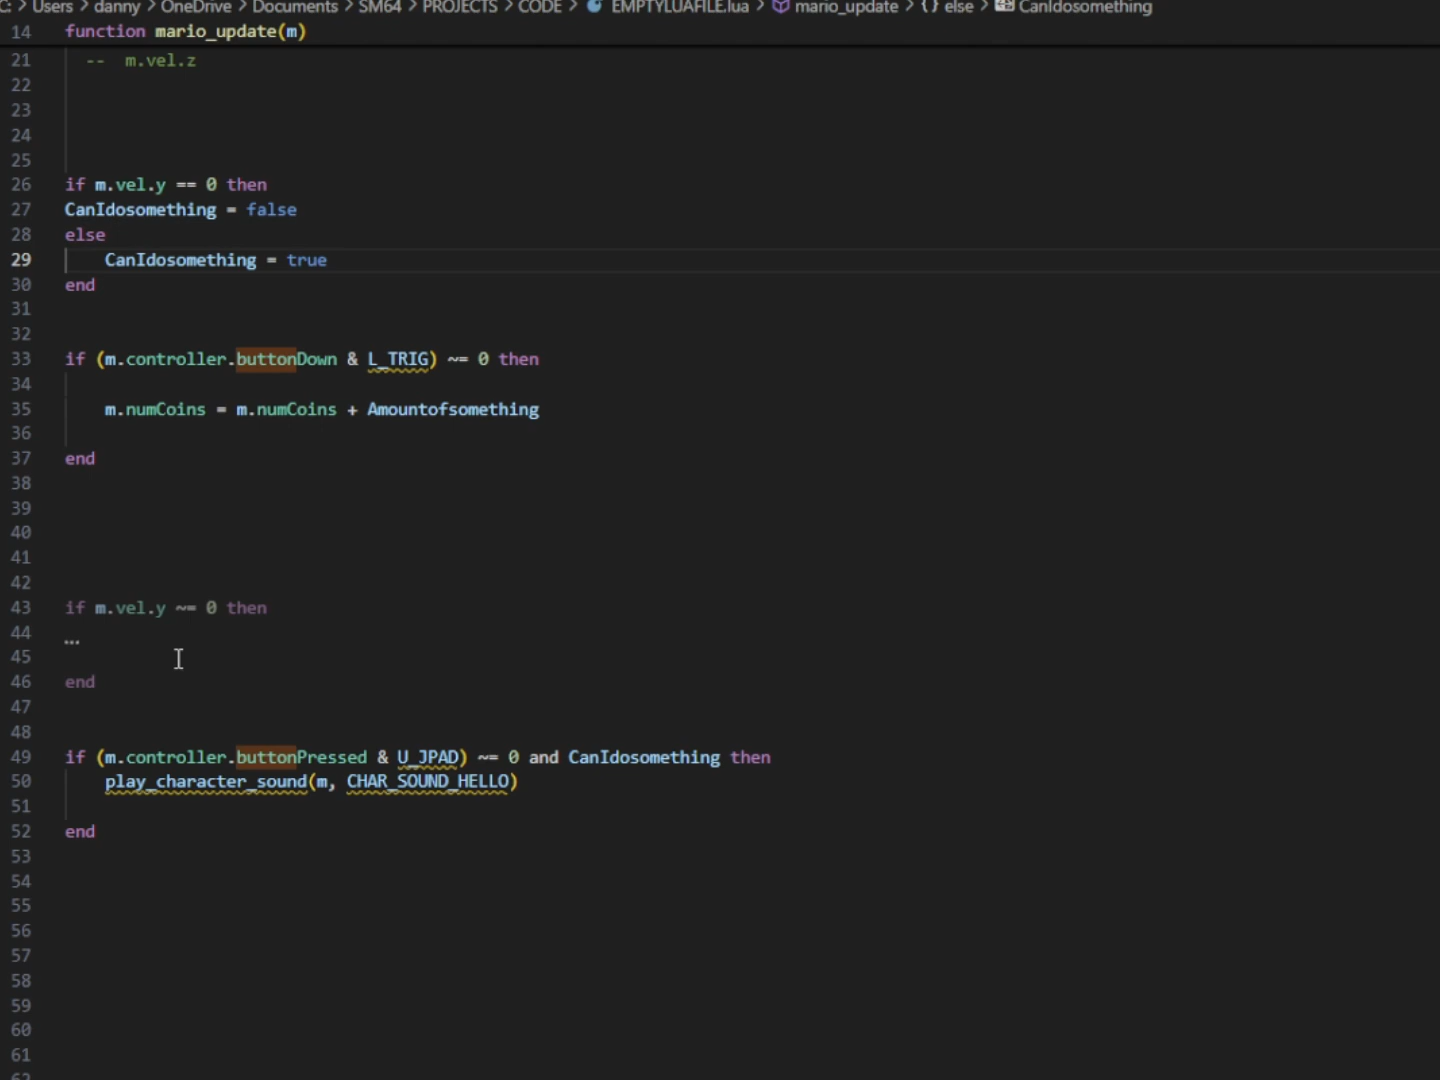 C: > Users > danny > OneDrive > Documents > SM64 > PROJECTS > CODE > EMPTYLUAFILE.lua > mario_update > {} else > CanIdosomething
14 function mario_update(m)
21 -- m.vel.z
22
23
24
25
26 if m.vel.y == 0 then
27 CanIdosomething = false
28 else
29 CanIdosomething = true
30 end
31
32
33 if (m.controller.buttonDown & L_TRIG) ~= 0 then
34
35 m.numCoins = m.numCoins + Amountofsomething
36
37 end
38
39
40
41
42
43 if m.vel.y ~= 0 then
44 ...
45
46 end
47
48
49 if (m.controller.buttonPressed & U_JPAD) ~= 0 and CanIdosomething then
50 play_character_sound(m, CHAR_SOUND_HELLO)
51
52 end
53
54
55
56
57
58
59
60
61
62